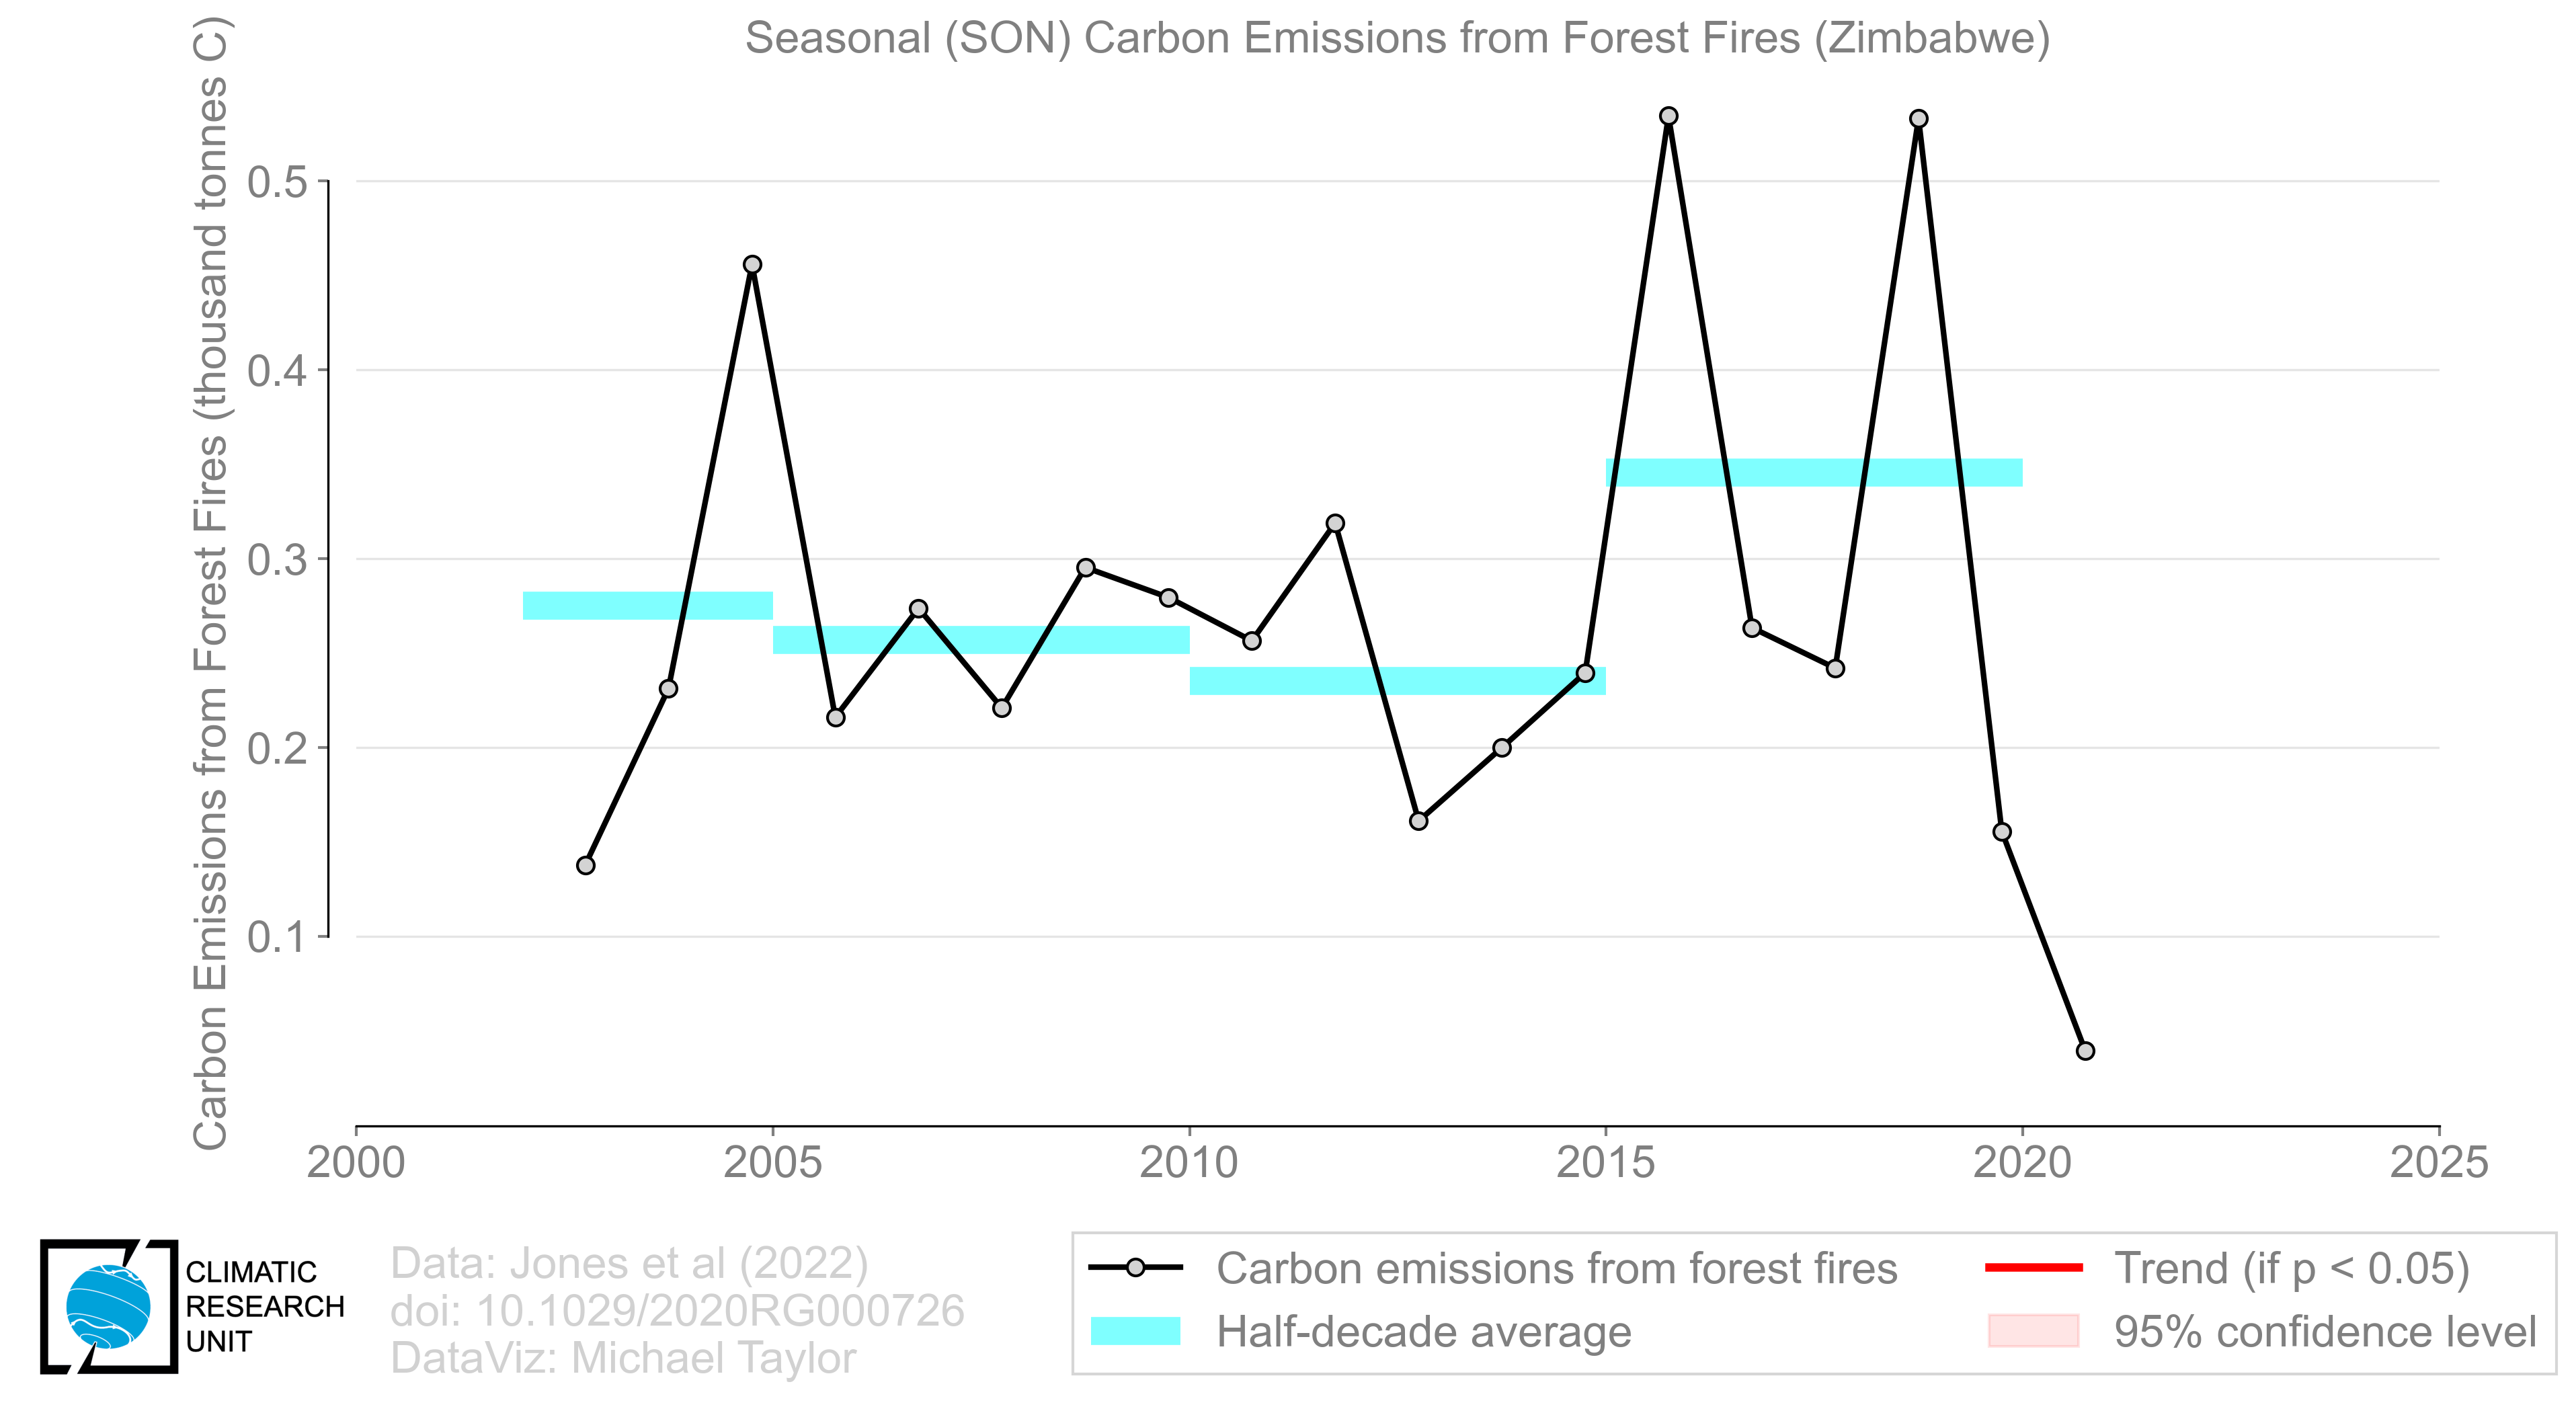 Seasonal (SON) Carbon Emissions from Forest Fires (Zimbabwe)
Carbon Emissions from Forest Fires (thousand tonnes C)
0.5
0.4
0.3
0.2
0.1
2000 2005 2010 2015 2020 2025
CLIMATIC
RESEARCH
UNIT
Data: Jones et al (2022)
doi: 10.1029/2020RG000726
DataViz: Michael Taylor
Carbon emissions from forest fires
Half-decade average
Trend (if p < 0.05)
95% confidence level